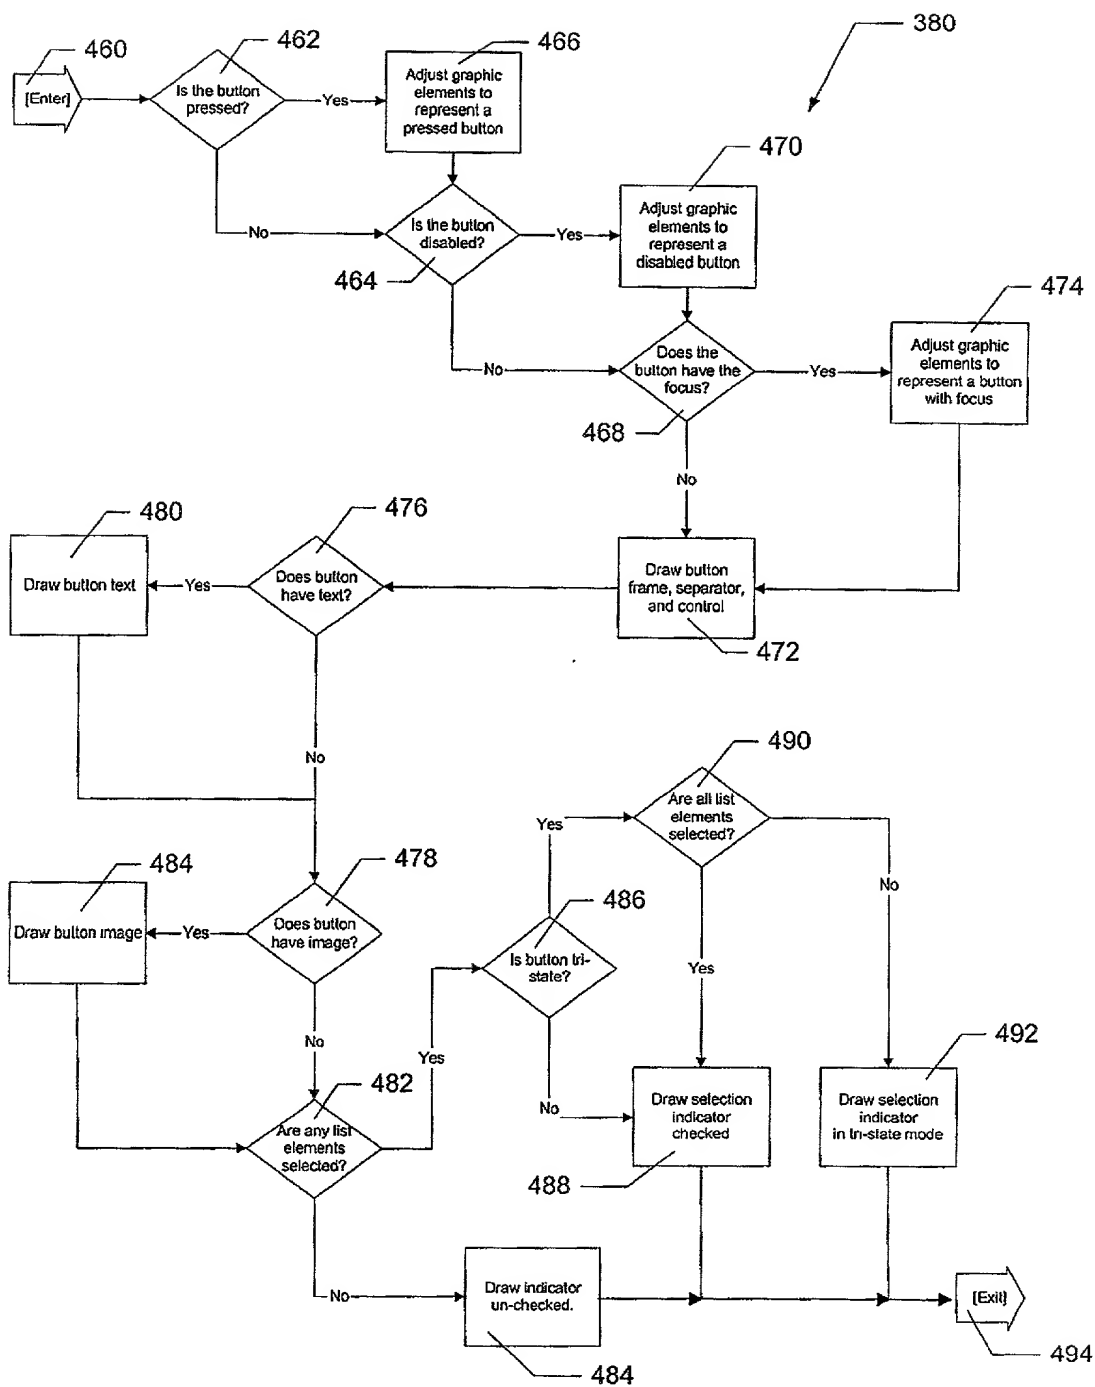 380
460
[Enter]
462
Is the button
pressed?
Yes
No
466
Adjust graphic
elements to
represent a
pressed button
Is the button
disabled?
464
Yes
No
470
Adjust graphic
elements to
represent a
disabled button
Does the
button have the
focus?
468
Yes
No
474
Adjust graphic
elements to
represent a button
with focus
Draw button
frame, separator,
and control
472
476
Does button
have text?
Yes
No
480
Draw button text
478
Does button
have image?
Yes
No
484
Draw button image
482
Are any list
elements
selected?
Yes
No
486
Is button tri-
state?
Yes
No
490
Are all list
elements
selected?
Yes
No
Draw selection
indicator
checked
488
492
Draw selection
indicator
in tri-state mode
Draw indicator
un-checked.
484
[Exit]
494